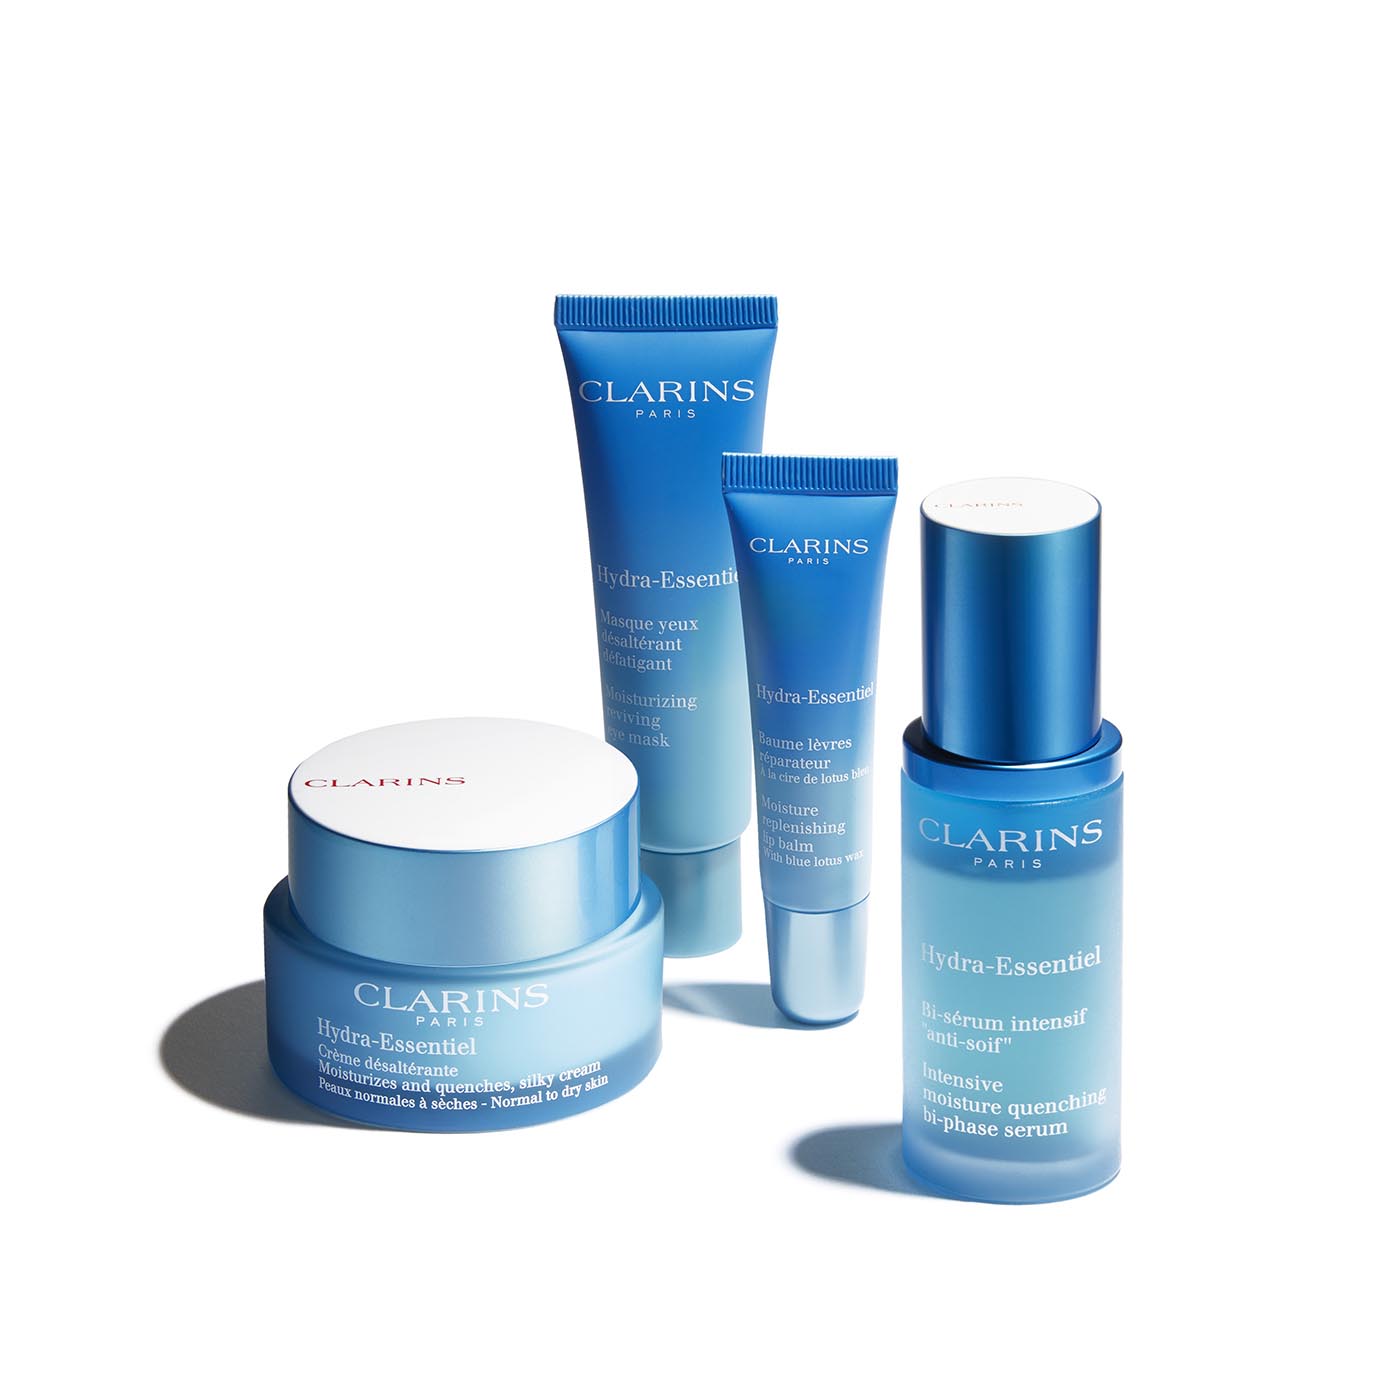 CLARINS
PARIS
Hydra-Essentie
Masque yeux
désaltérant
défatigant
Moisturizing
reviving
eye mask
CLARINS
PARIS
Hydra-Essentiel
Baume lèvres
réparateur
À la cire de lotus bleu
Moisture
replenishing
lip balm
With blue lotus wax
CLARINS
CLARINS
PARIS
Hydra-Essentiel
Bi-sérum intensif
"anti-soif"
Intensive
moisture quenching
bi-phase serum
CLARINS
CLARINS
PARIS
Hydra-Essentiel
Crème désaltérante
Moisturizes and quenches, silky cream
Peaux normales à sèches - Normal to dry skin